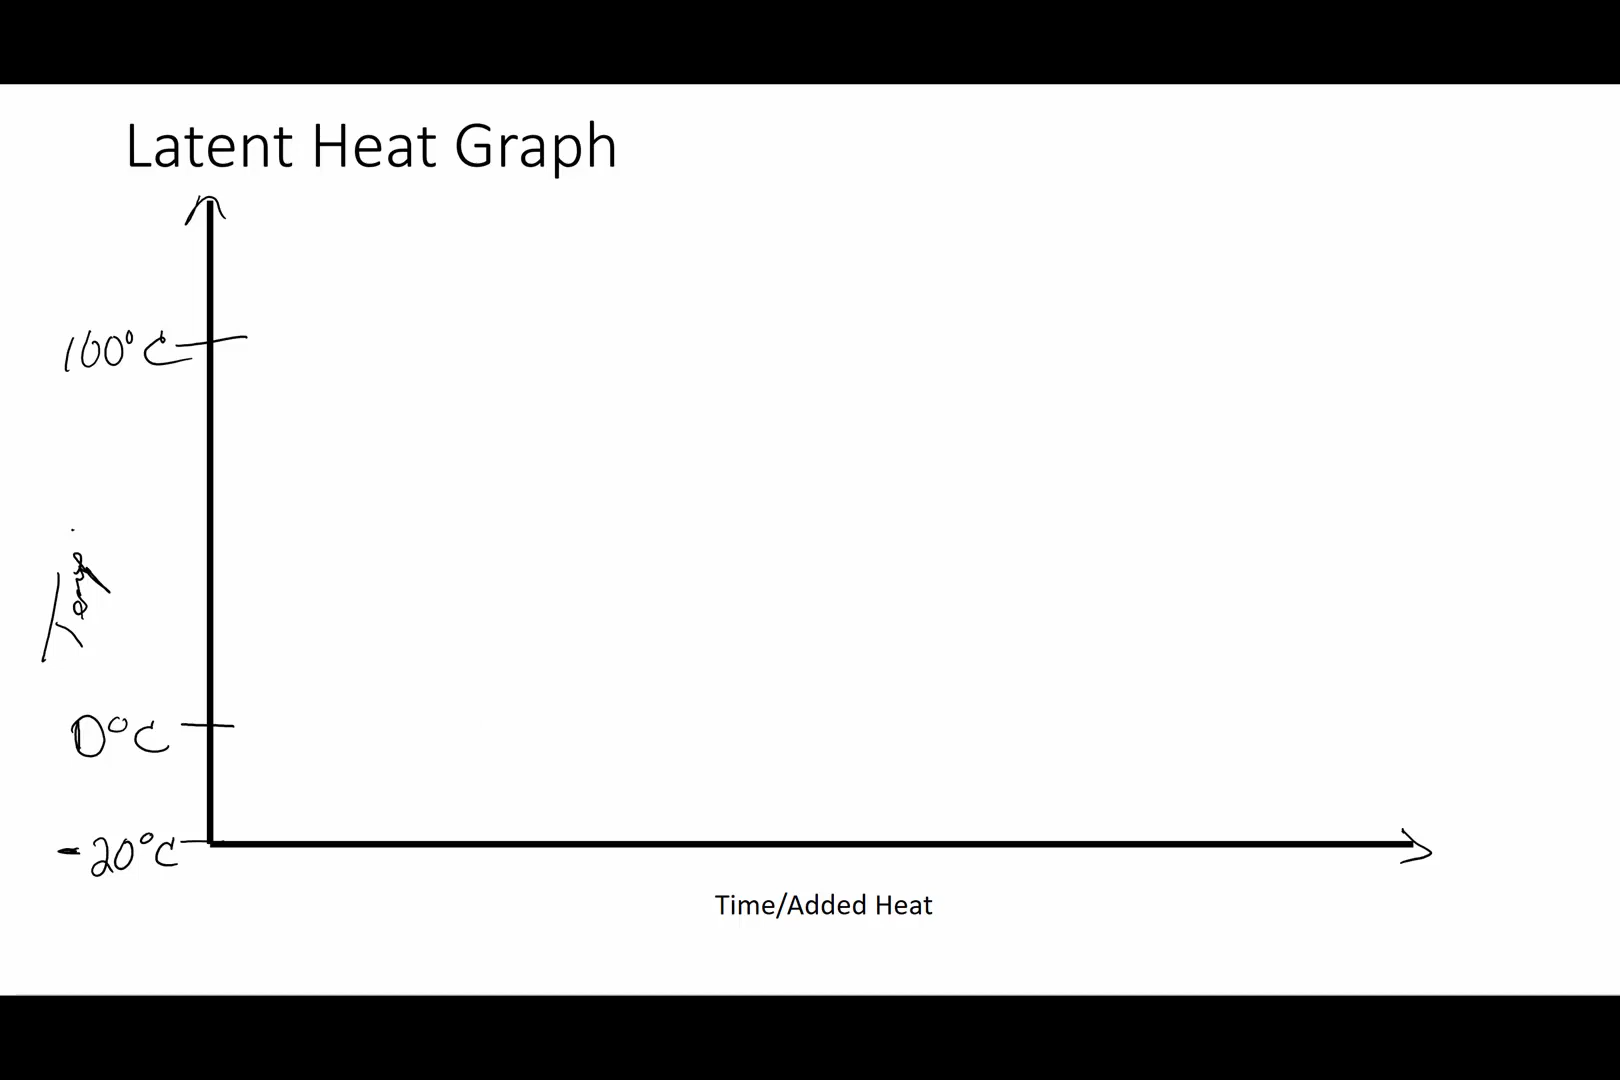 Latent Heat Graph
100°C
Temp.
0°C
-20°C
Time/Added Heat